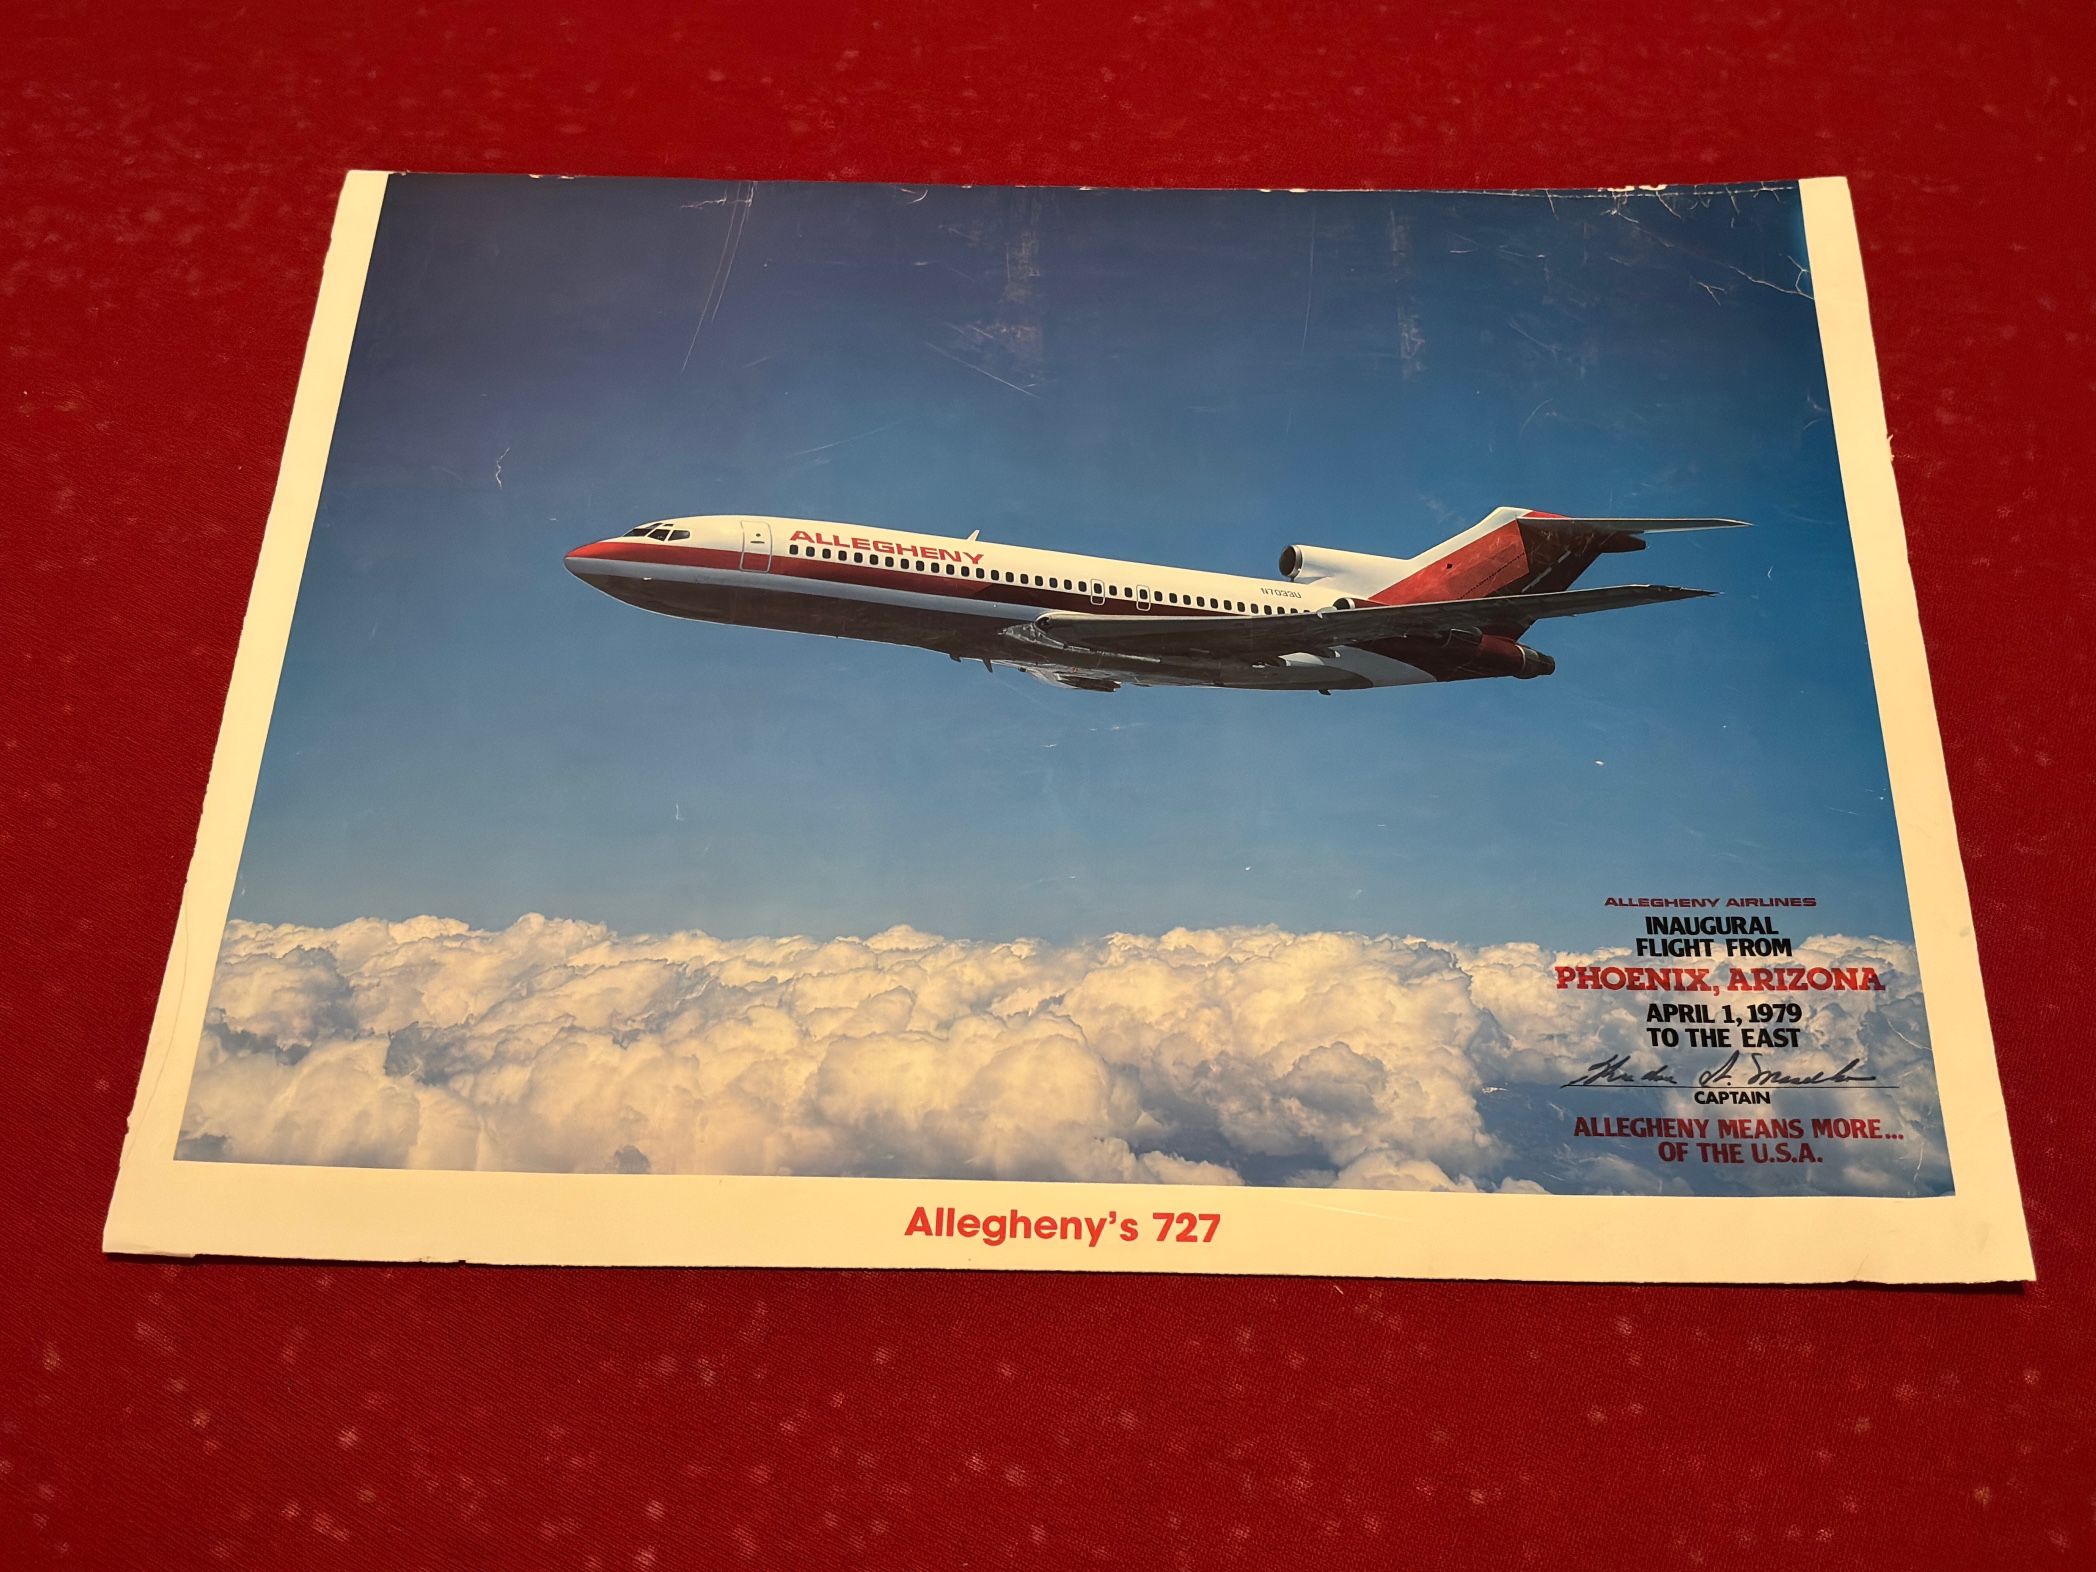 ALLEGHENY
N7033U
ALLEGHENY AIRLINES
INAUGURAL
FLIGHT FROM
PHOENIX, ARIZONA
APRIL 1, 1979
TO THE EAST
CAPTAIN
ALLEGHENY MEANS MORE...
OF THE U.S.A.
Allegheny's 727